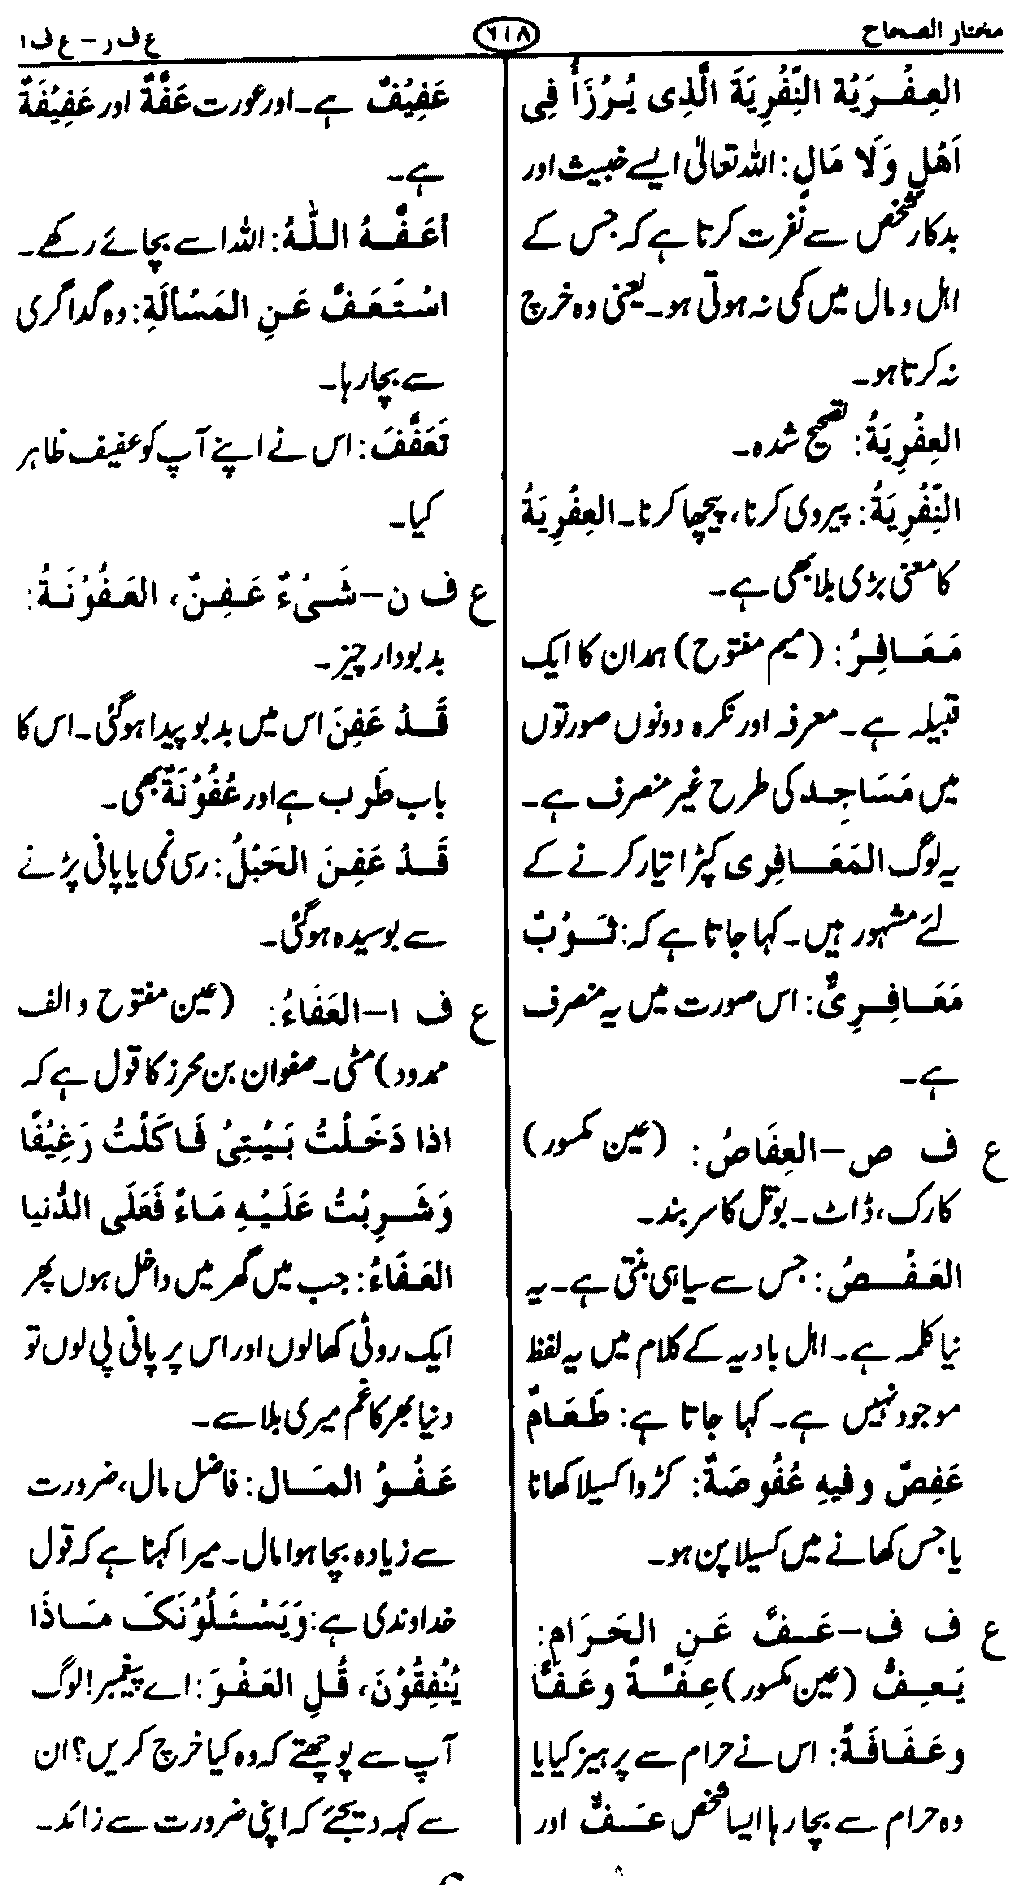 مختار الصحاح
۶۱۸
ع ف ر – ع ف ا
العِفْرِيَةَ النِّفْرِيَةَ الَّذِى يُرْزَأُ فِى
اَهْلٍ وَلَا مَالٍ: اللہ تعالیٰ ایسے خبیث اور
بدکار شخص سے نفرت کرتا ہے کہ جس کے
اہل و مال میں کمی نہ ہوتی ہو۔ یعنی وہ خرچ
نہ کرتا ہو۔
العِفْرِيَةُ: تصحیح شدہ۔
النِّفْرِيَةُ: پیروی کرنا، پیچھا کرنا۔ العِفْرِيَةُ
کا معنی بڑی بلا بھی ہے۔
مَعَافِرُ: (میم مفتوح) ہمدان کا ایک
قبیلہ ہے۔ معرفہ اور نکرہ دونوں صورتوں
میں مَسَاجِد کی طرح غیر منصرف ہے۔
یہ لوگ المَعَافِرِی کپڑا تیار کرنے کے
لئے مشہور ہیں۔ کہا جاتا ہے کہ: ثَوْبٌ
مَعَافِرِیٌّ: اس صورت میں یہ منصرف
ہے۔
ع ف ص – العِفَاصُ: (عین مکسور)
کارک، ڈاٹ۔ بوتل کا سر بند۔
العَفْصُ: جس سے سیاہی بنتی ہے۔ یہ
نیا کلمہ ہے۔ اہل بادیہ کے کلام میں یہ لفظ
موجود نہیں ہے۔ کہا جاتا ہے: طَعَامٌ
عَفِصٌ وفیهِ عُفُوصَةٌ: کڑوا کسیلا کھانا
یا جس کھانے میں کسیلا پن ہو۔
ع ف ف – عَفَّ عَنِ الحَرَامِ:
يَعِفُّ (عین مکسور) عِفَّةً وعَفًّا
وعَفَافَةً: اس نے حرام سے پرہیز کیا یا
وہ حرام سے بچا رہا ایسا شخص عَفٌّ اور
عَفِيْفٌ ہے۔ اور عورت عَفَّةٌ اور عَفِيْفَةٌ
ہے۔
أعَفَّهُ اللّٰهُ: اللہ اسے بچائے رکھے۔
اسْتَعَفَّ عَنِ المَسْألَةِ: وہ گداگری
سے بچا رہا۔
تَعَفَّفَ: اس نے اپنے آپ کو عفیف ظاہر
کیا۔
ع ف ن – شَيْءٌ عَفِنٌ، العَفُوْنَةُ:
بدبودار چیز۔
قَدْ عَفِنَ اس میں بدبو پیدا ہوگئی۔ اس کا
باب طَرِب ہے اور عُفُوْنَةً بھی۔
قَدْ عَفِنَ الحَبْلُ: رسی نمی یا پانی پڑنے
سے بوسیدہ ہوگئی۔
ع ف ا – العَفَاءُ: (عین مفتوح و الف
ممدود) مٹی۔ صفوان بن محرز کا قول ہے کہ
اذا دَخَلْتُ بَيْتِیْ فَاَكَلْتُ رَغِيْفًا
وَشَرِبْتُ عَلَيْهِ مَاءً فَعَلَى الدُّنيا
العَفَاءُ: جب میں گھر میں داخل ہوں پھر
ایک روٹی کھا لوں اور اس پر پانی پی لوں تو
دنیا بھر کا غم میری بلا سے۔
عَفْوُ المَال: فاضل مال، ضرورت
سے زیادہ بچا ہوا مال۔ میرا کہنا ہے کہ قول
خداوندی ہے: وَيَسْئَلُوْنَكَ مَاذَا
يُنْفِقُوْنَ، قُلِ العَفْوَ: اے پیغمبر! لوگ
آپ سے پوچھتے کہ وہ کیا خرچ کریں؟ ان
سے کہہ دیجئے کہ اپنی ضرورت سے زائد۔